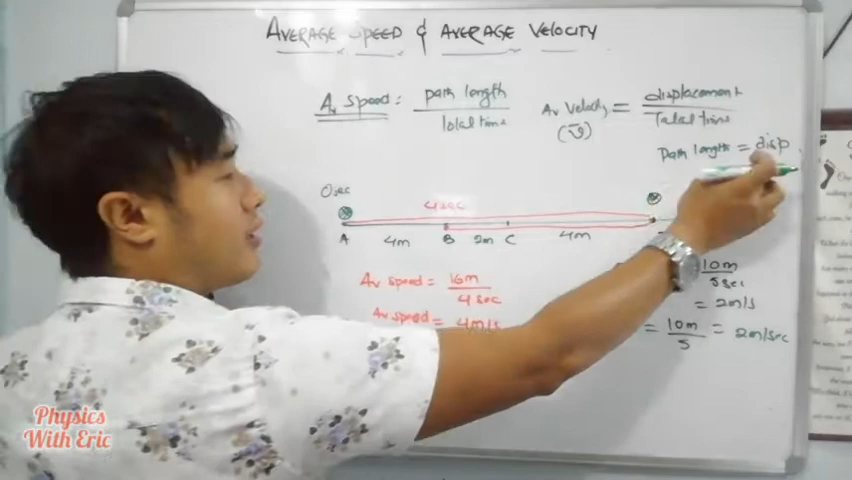 AVERAGE SPEED & AVERAGE VELOCITY
Av speed = path length / Total time
Av Velocity (v̄) = displacement / Total time
Path length = disp
0sec
4sec
A 4m B 2m C 4m
Av speed = 16m / 4sec
Av speed = 4m/s
10m / 5sec
= 2m/s
= 10m / 5 = 2m/sec
Physics
With Eric